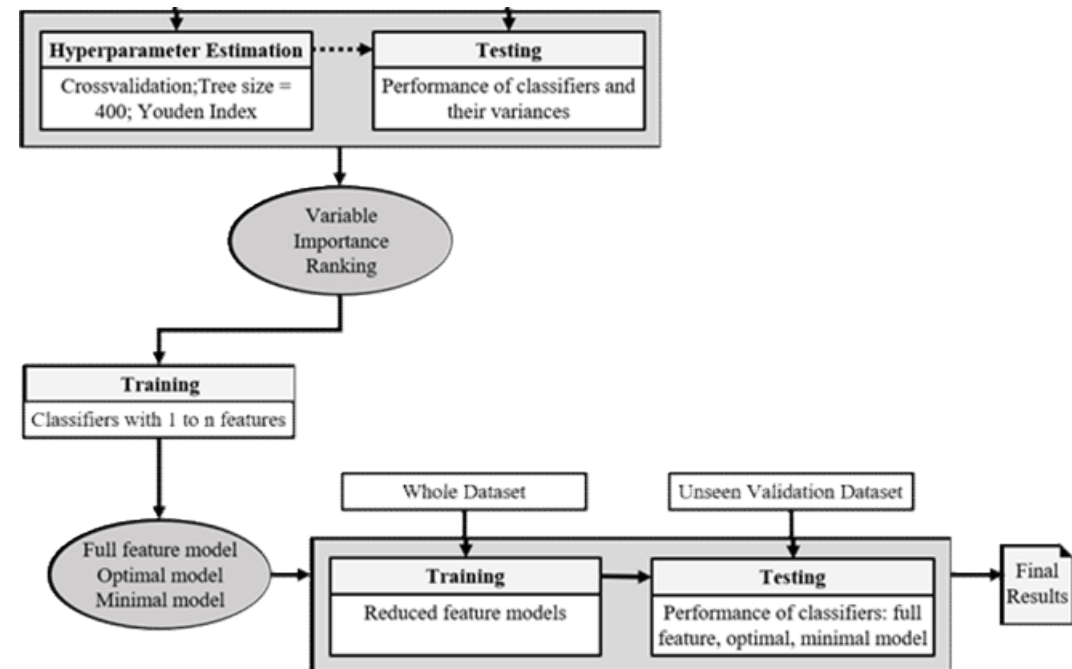 Hyperparameter Estimation
Crossvalidation;Tree size =
400; Youden Index
Testing
Performance of classifiers and
their variances
Variable
Importance
Ranking
Training
Classifiers with 1 to n features
Whole Dataset
Unseen Validation Dataset
Full feature model
Optimal model
Minimal model
Training
Reduced feature models
Testing
Performance of classifiers: full
feature, optimal, minimal model
Final
Results